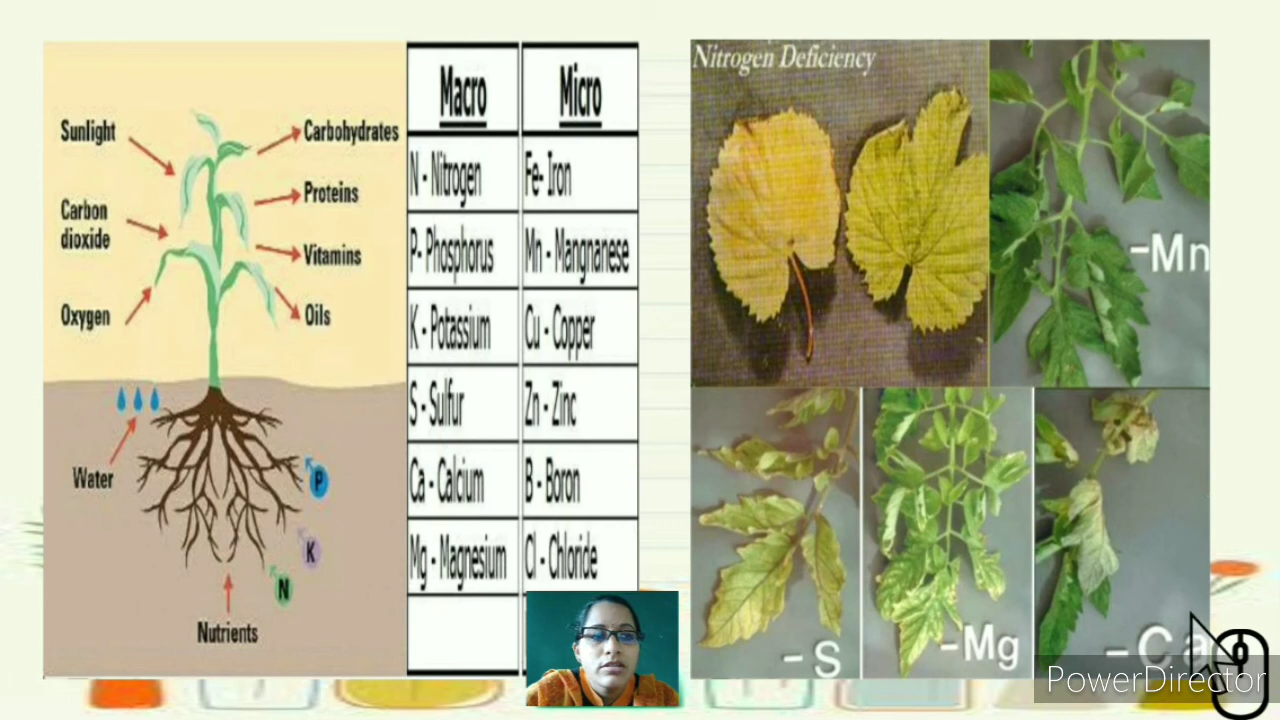 Sunlight
Carbon
dioxide
Oxygen
Water
Nutrients
Carbohydrates
Proteins
Vitamins
Oils
P
K
N
Macro Micro
N - Nitrogen Fe- Iron
P- Phosphorus Mn - Mangnanese
K - Potassium Cu - Copper
S - Sulfur Zn - Zinc
Ca - Calcium B - Boron
Mg - Magnesium Cl - Chloride
Nitrogen Deficiency
-Mn
-S
-Mg
-Ca
PowerDirector